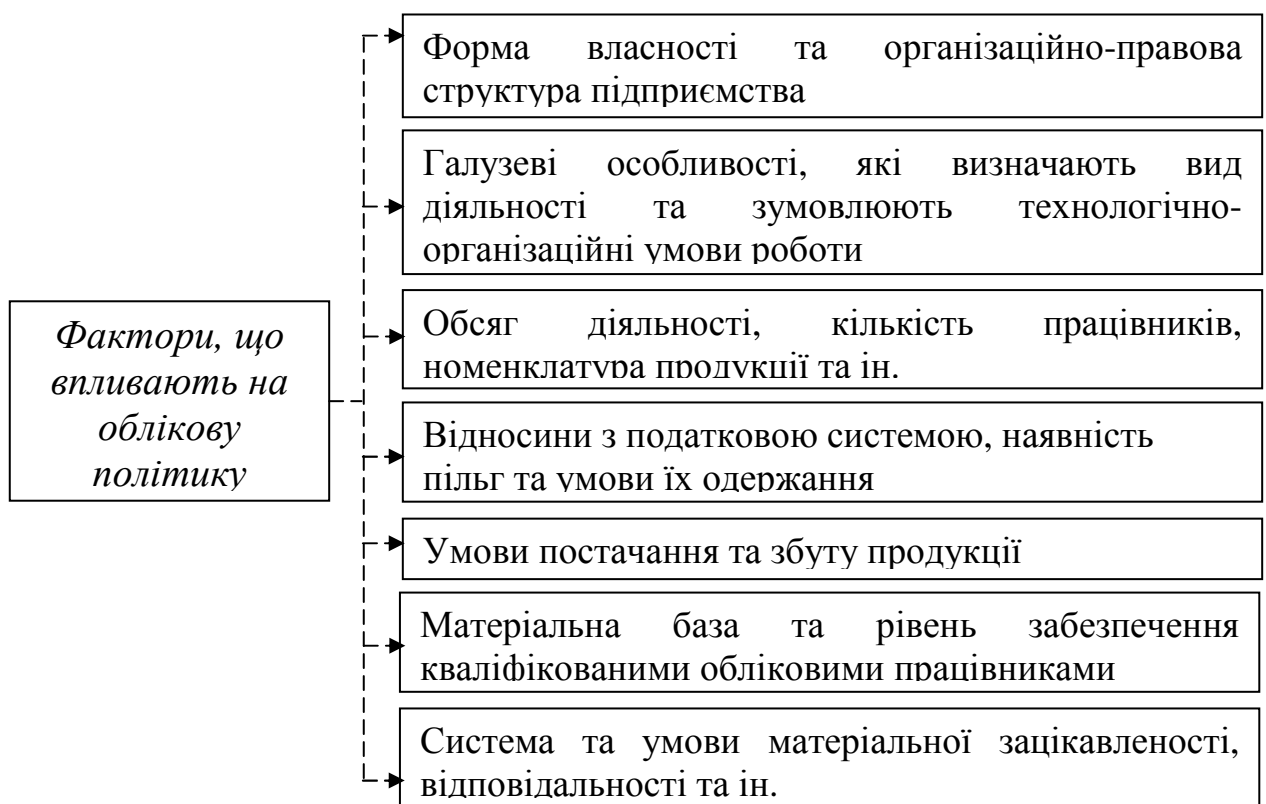 Фактори, що
впливають на
облікову
політику
Форма власності та організаційно-правова
структура підприємства
Галузеві особливості, які визначають вид
діяльності та зумовлюють технологічно-
організаційні умови роботи
Обсяг діяльності, кількість працівників,
номенклатура продукції та ін.
Відносини з податковою системою, наявність
пільг та умови їх одержання
Умови постачання та збуту продукції
Матеріальна база та рівень забезпечення
кваліфікованими обліковими працівниками
Система та умови матеріальної зацікавленості,
відповідальності та ін.